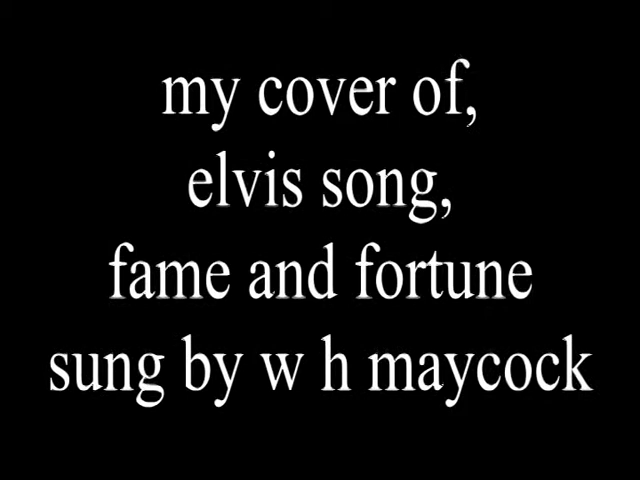 my cover of,
elvis song,
fame and fortune
sung by w h maycock